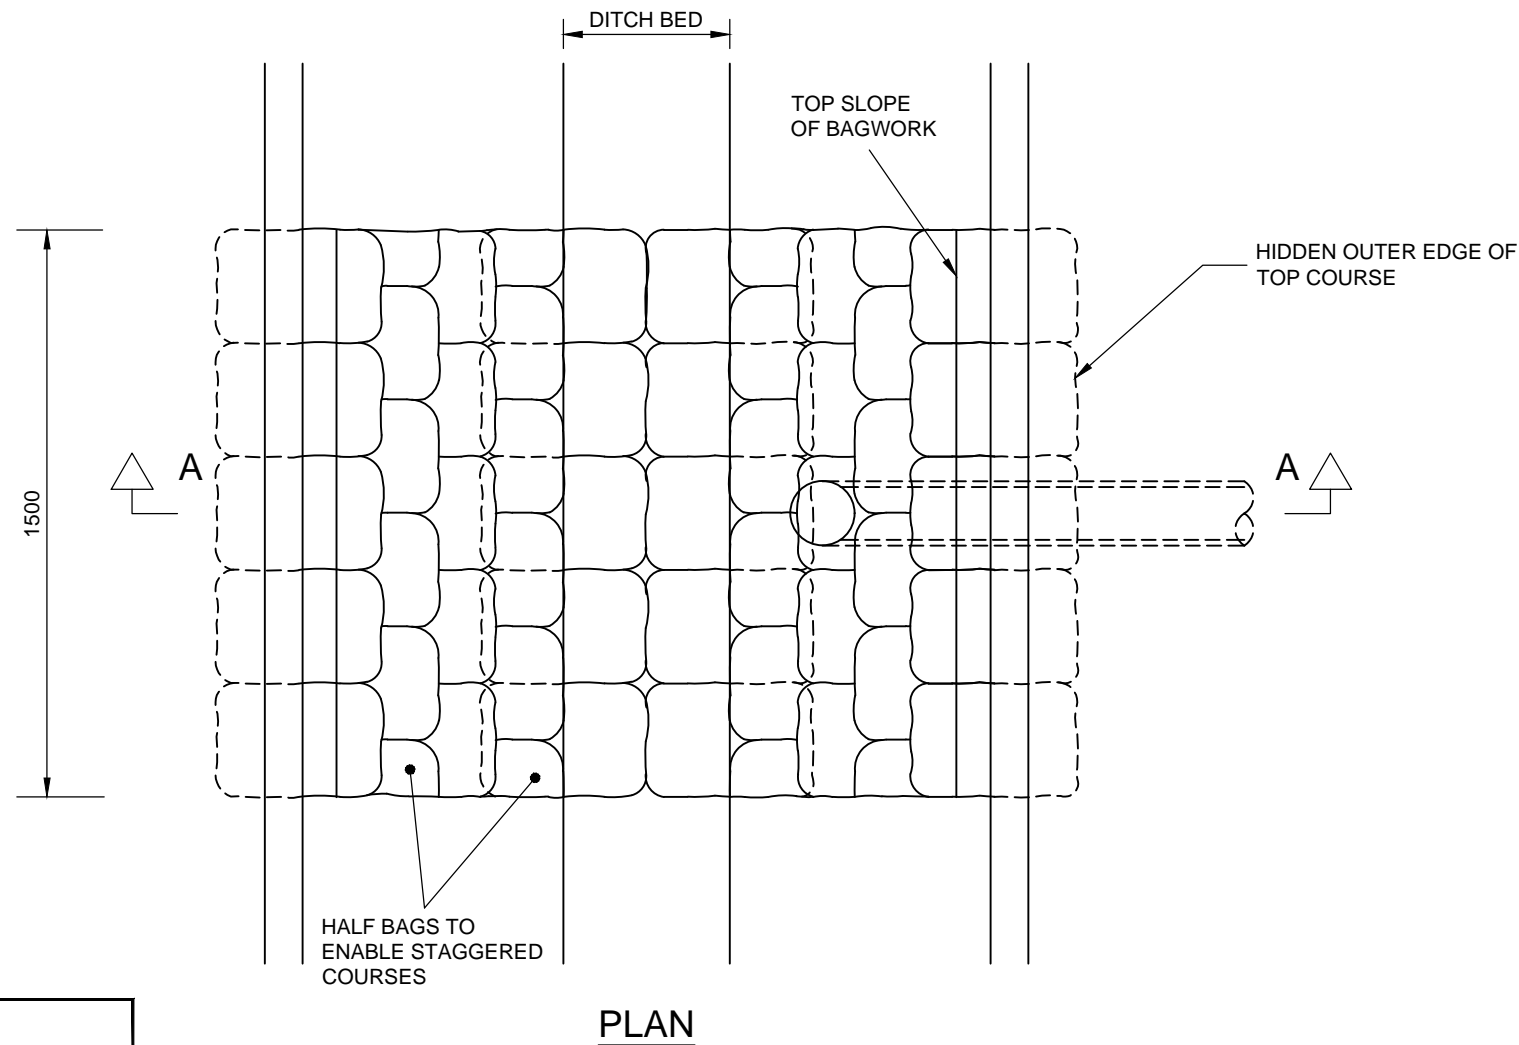 DITCH BED
TOP SLOPE
OF BAGWORK
HIDDEN OUTER EDGE OF
TOP COURSE
A
A
1500
HALF BAGS TO
ENABLE STAGGERED
COURSES
PLAN